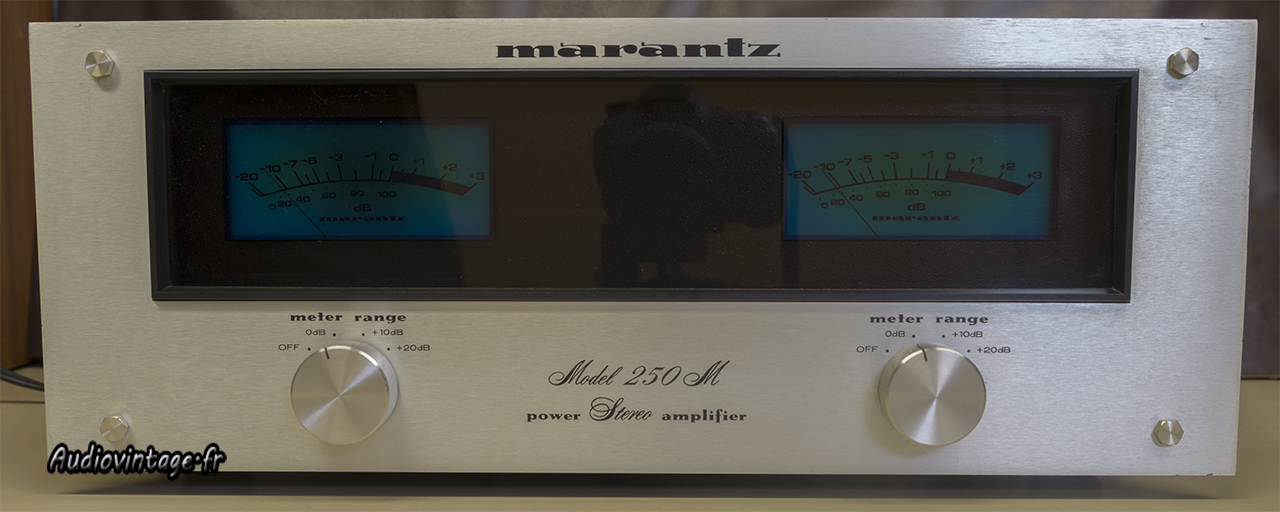 marantz
-20 -10 -7 -5 -3 -1 0 +1 +2 +3
0 20 40 60 80 100
dB
marantz
-20 -10 -7 -5 -3 -1 0 +1 +2 +3
0 20 40 60 80 100
dB
marantz
meter range
0dB +10dB
OFF +20dB
meter range
0dB +10dB
OFF +20dB
Model 250 M
power Stereo amplifier
Audiovintage.fr